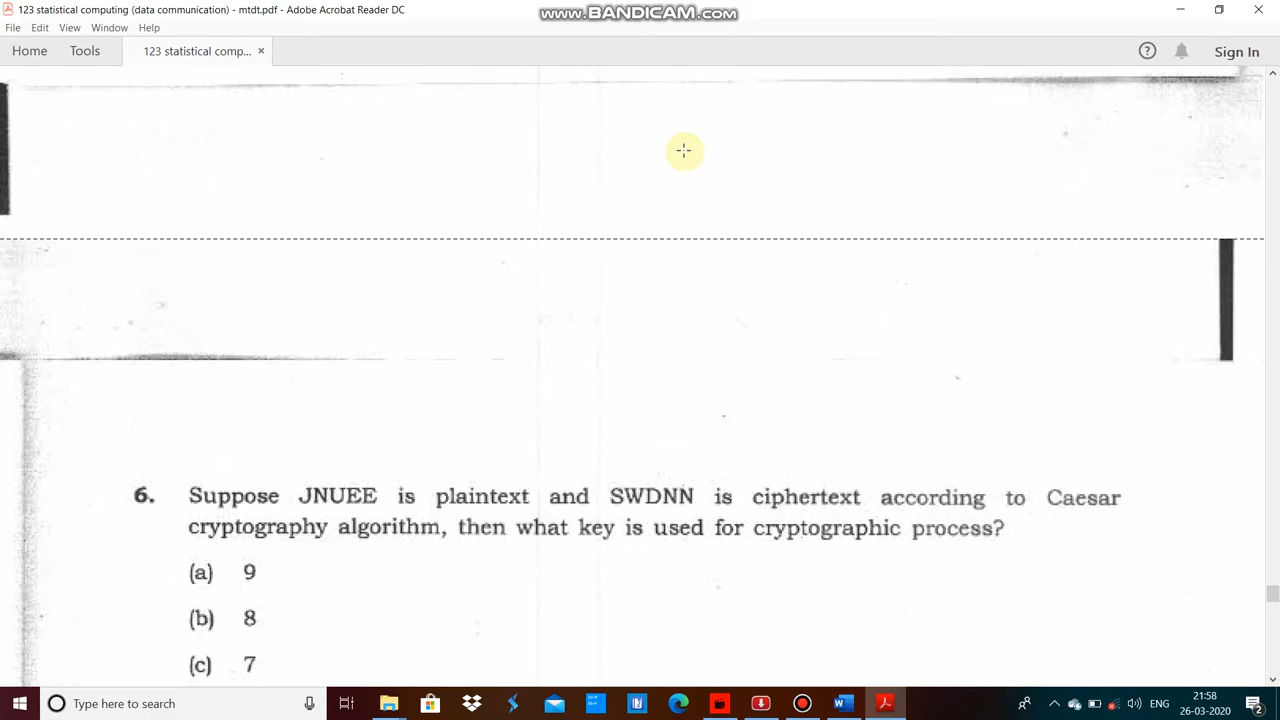 123 statistical computing (data communication) - mtdt.pdf - Adobe Acrobat Reader DC
www.BANDICAM.com
File Edit View Window Help
Home Tools 123 statistical comp... × Sign In
6. Suppose JNUEE is plaintext and SWDNN is ciphertext according to Caesar
cryptography algorithm, then what key is used for cryptographic process?
(a) 9
(b) 8
(c) 7
Type here to search
ENG
21:58
26-03-2020
2